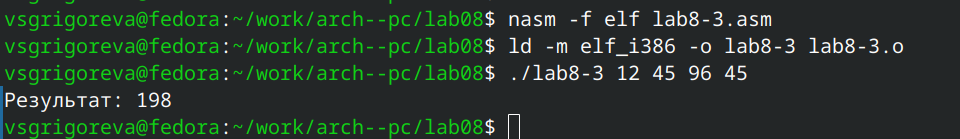 vsgrigoreva@fedora:~/work/arch--pc/lab08$ nasm -f elf lab8-3.asm
vsgrigoreva@fedora:~/work/arch--pc/lab08$ ld -m elf_i386 -o lab8-3 lab8-3.o
vsgrigoreva@fedora:~/work/arch--pc/lab08$ ./lab8-3 12 45 96 45
Результат: 198
vsgrigoreva@fedora:~/work/arch--pc/lab08$